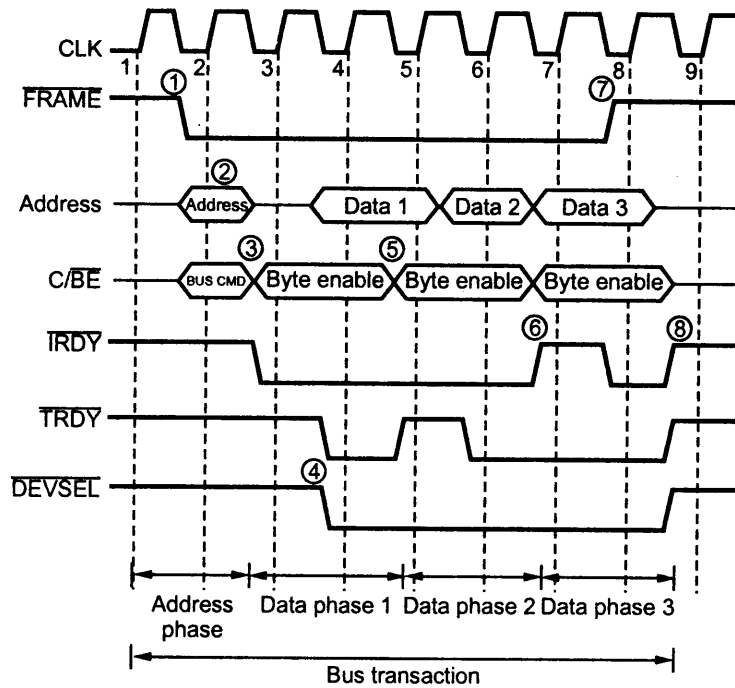 CLK
1 2 3 4 5 6 7 8 9
① ⑦
FRAME
②
Address Address Data 1 Data 2 Data 3
③ ⑤
C/BE BUS CMD Byte enable Byte enable Byte enable
⑥ ⑧
IRDY
TRDY
④
DEVSEL
Address Data phase 1 Data phase 2 Data phase 3
phase
Bus transaction